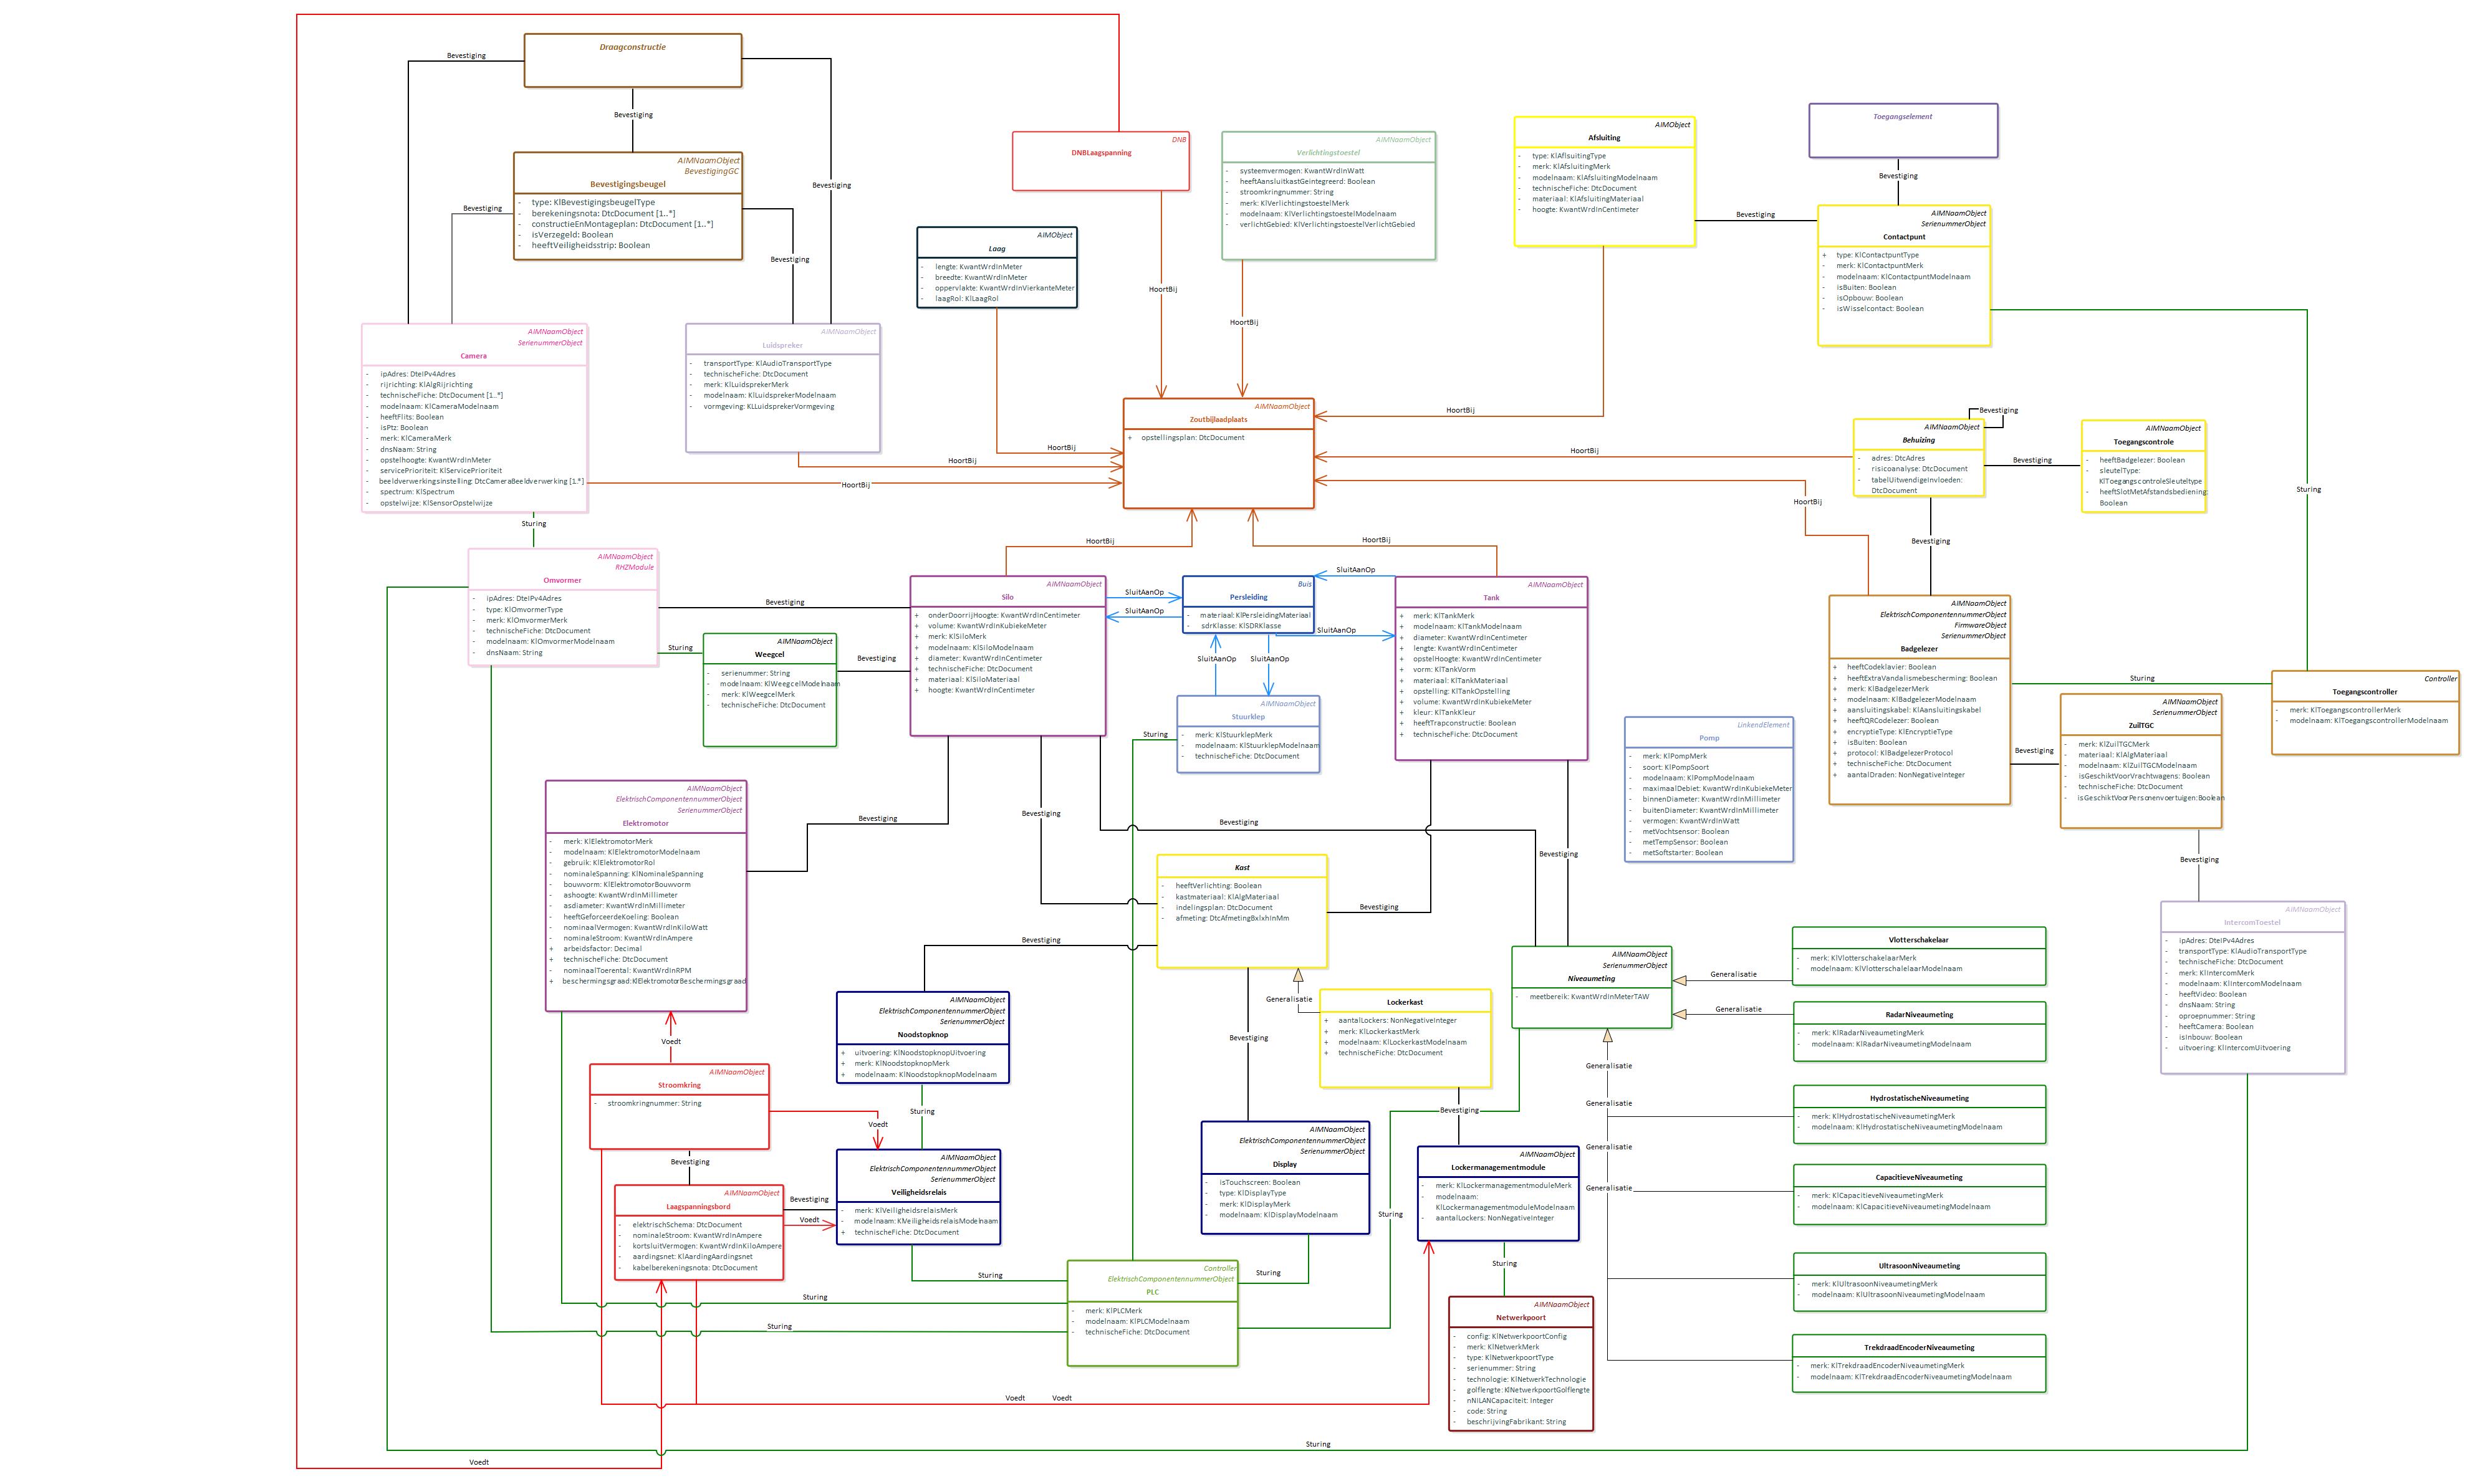 Draagconstructie
Bevestiging
Bevestiging
Bevestiging
AIMNaamObject
BevestigingGC
Bevestigingsbeugel
- type: KlBevestigingsbeugelType
- berekeningsnota: DtcDocument [1..*]
- constructieEnMontageplan: DtcDocument [1..*]
- isVerzegeld: Boolean
- heeftVeiligheidsstrip: Boolean
Bevestiging
Bevestiging
DNB
DNBLaagspanning
HoortBij
AIMNaamObject
Verlichtingstoestel
- systeemvermogen: KwantWrdInWatt
- heeftAansluitkastGeintegreerd: Boolean
- stroomkringnummer: String
- merk: KlVerlichtingstoestelMerk
- modelnaam: KlVerlichtingstoestelModelnaam
- verlichtGebied: KlVerlichtingstoestelVerlichtGebied
HoortBij
AIMObject
Laag
- lengte: KwantWrdInMeter
- breedte: KwantWrdInMeter
- oppervlakte: KwantWrdInVierkanteMeter
- laagRol: KlLaagRol
HoortBij
AIMObject
Afsluiting
- type: KlAfsluitingType
- merk: KlAfsluitingMerk
- modelnaam: KlAfsluitingModelnaam
- technischeFiche: DtcDocument
- materiaal: KlAfsluitingMateriaal
- hoogte: KwantWrdInCentimeter
Bevestiging
HoortBij
Toegangselement
Bevestiging
AIMNaamObject
SerienummerObject
Contactpunt
+ type: KlContactpuntType
- merk: KlContactpuntMerk
- modelnaam: KlContactpuntModelnaam
- isBuiten: Boolean
- isOpbouw: Boolean
- isWisselcontact: Boolean
Sturing
AIMNaamObject
SerienummerObject
Camera
- ipAdres: DteIPv4Adres
- rijrichting: KlAlgRijrichting
- technischeFiche: DtcDocument [1..*]
- modelnaam: KlCameraModelnaam
- heeftFlits: Boolean
- isPtz: Boolean
- merk: KlCameraMerk
- dnsNaam: String
- opstelhoogte: KwantWrdInMeter
- servicePrioriteit: KlServicePrioriteit
- beeldverwerkingsinstelling: DtcCameraBeeldverwerking [1.*]
- spectrum: KlSpectrum
- opstelwijze: KlSensorOpstelwijze
HoortBij
Sturing
AIMNaamObject
Luidspreker
- transportType: KlAudioTransportType
- technischeFiche: DtcDocument
- merk: KlLuidsprekerMerk
- modelnaam: KLLuidsprekerModelnaam
- vormgeving: KLLuidsprekerVormgeving
HoortBij
AIMNaamObject
Zoutbijlaadplaats
+ opstellingsplan: DtcDocument
AIMNaamObject
Behuizing
- adres: DtcAdres
- risicoanalyse: DtcDocument
- tabelUitwendigeInvloeden:
DtcDocument
Bevestiging
HoortBij
Bevestiging
Bevestiging
AIMNaamObject
Toegangscontrole
- heeftBadgelezer: Boolean
- sleutelType:
KlToegangscontroleSleuteltype
- heeftSlotMetAfstandsbediening:
Boolean
HoortBij
AIMNaamObject
RHZModule
Omvormer
- ipAdres: DteIPv4Adres
- type: KlOmvormerType
- merk: KlOmvormerMerk
- technischeFiche: DtcDocument
- modelnaam: KlOmvormerModelnaam
- dnsNaam: String
Bevestiging
Sturing
AIMNaamObject
Weegcel
- serienummer: String
- modelnaam: KlWeegcelModelnaam
- merk: KlWeegcelMerk
- technischeFiche: DtcDocument
Bevestiging
HoortBij
AIMNaamObject
Silo
+ onderDoorrijHoogte: KwantWrdInCentimeter
+ volume: KwantWrdInKubiekeMeter
+ merk: KlSiloMerk
+ modelnaam: KlSiloModelnaam
+ diameter: KwantWrdInCentimeter
+ technischeFiche: DtcDocument
+ materiaal: KlSiloMateriaal
+ hoogte: KwantWrdInCentimeter
SluitAanOp
SluitAanOp
Buis
Persleiding
- materiaal: KlPersleidingMateriaal
- sdrKlasse: KlSDRKlasse
SluitAanOp
SluitAanOp
SluitAanOp
SluitAanOp
AIMNaamObject
Stuurklep
- merk: KlStuurklepMerk
- modelnaam: KlStuurklepModelnaam
- technischeFiche: DtcDocument
Sturing
HoortBij
AIMNaamObject
Tank
+ merk: KlTankMerk
+ modelnaam: KlTankModelnaam
+ diameter: KwantWrdInCentimeter
+ lengte: KwantWrdInCentimeter
+ opstelHoogte: KwantWrdInCentimeter
+ vorm: KlTankVorm
+ materiaal: KlTankMateriaal
+ opstelling: KlTankOpstelling
+ volume: KwantWrdInKubiekeMeter
+ kleur: KlTankKleur
+ heeftTrapconstructie: Boolean
+ technischeFiche: DtcDocument
LinkendElement
Pomp
- merk: KlPompMerk
- soort: KlPompSoort
- modelnaam: KlPompModelnaam
- maximaalDebiet: KwantWrdInKubiekeMeter
- binnenDiameter: KwantWrdInMillimeter
- buitenDiameter: KwantWrdInMillimeter
- vermogen: KwantWrdInWatt
- metVochtsensor: Boolean
- metTempSensor: Boolean
- metSoftstarter: Boolean
AIMNaamObject
ElektrischComponentennummerObject
FirmwareObject
SerienummerObject
Badgelezer
+ heeftCodeklavier: Boolean
+ heeftExtraVandalismebescherming: Boolean
+ merk: KlBadgelezerMerk
+ modelnaam: KlBadgelezerModelnaam
+ aansluitingskabel: KlAansluitingskabel
+ heeftQRCodelezer: Boolean
+ encryptieType: KlEncryptieType
+ isBuiten: Boolean
+ protocol: KlBadgelezerProtocol
+ technischeFiche: DtcDocument
+ aantalDraden: NonNegativeInteger
Sturing
Bevestiging
AIMNaamObject
SerienummerObject
ZuilTGC
- merk: KlZuilTGCMerk
- materiaal: KlAlgMateriaal
- modelnaam: KlZuilTGCModelnaam
- isGeschiktVoorVrachtwagens: Boolean
- technischeFiche: DtcDocument
- isGeschiktVoorPersonenvoertuigen:Boolean
Controller
Toegangscontroller
- merk: KlToegangscontrollerMerk
- modelnaam: KlToegangscontrollerModelnaam
Bevestiging
AIMNaamObject
IntercomToestel
- ipAdres: DteIPv4Adres
- transportType: KlAudioTransportType
- technischeFiche: DtcDocument
- merk: KlIntercomMerk
- modelnaam: KlIntercomModelnaam
- heeftVideo: Boolean
- dnsNaam: String
- oproepnummer: String
- heeftCamera: Boolean
- isInbouw: Boolean
- uitvoering: KlIntercomUitvoering
AIMNaamObject
ElektrischComponentennummerObject
SerienummerObject
Elektromotor
- merk: KlElektromotorMerk
- modelnaam: KlElektromotorModelnaam
- gebruik: KlElektromotorRol
- nominaleSpanning: KlNominaleSpanning
- bouwvorm: KlElektromotorBouwvorm
- ashoogte: KwantWrdInMillimeter
- asdiameter: KwantWrdInMillimeter
- heeftGeforceerdeKoeling: Boolean
- nominaalVermogen: KwantWrdInKiloWatt
- nominaleStroom: KwantWrdInAmpere
+ arbeidsfactor: Decimal
+ technischeFiche: DtcDocument
- nominaalToerental: KwantWrdInRPM
+ beschermingsgraad:KlElektromotorBeschermingsgraad
Bevestiging
Bevestiging
Bevestiging
Bevestiging
Bevestiging
Kast
- heeftVerlichting: Boolean
- kastmateriaal: KlAlgMateriaal
- indelingsplan: DtcDocument
- afmeting: DtcAfmetingBxlxhInMm
Bevestiging
Generalisatie
Bevestiging
Lockerkast
+ aantalLockers: NonNegativeInteger
+ merk: KlLockerkastMerk
+ modelnaam: KlLockerkastModelnaam
+ technischeFiche: DtcDocument
Bevestiging
AIMNaamObject
SerienummerObject
Niveaumeting
- meetbereik: KwantWrdInMeterTAW
Generalisatie
Generalisatie
Generalisatie
Generalisatie
Generalisatie
Generalisatie
Vlotterschakelaar
- merk: KlVlotterschakelaarMerk
- modelnaam: KlVlotterschalelaarModelnaam
RadarNiveaumeting
- merk: KlRadarNiveaumetingMerk
- modelnaam: KlRadarNiveaumetingModelnaam
HydrostatischeNiveaumeting
- merk: KlHydrostatischeNiveaumetingMerk
- modelnaam: KlHydrostatischeNiveaumetingModelnaam
CapacitieveNiveaumeting
- merk: KlCapacitieveNiveaumetingMerk
- modelnaam: KlCapacitieveNiveaumetingModelnaam
UltrasoonNiveaumeting
- merk: KlUltrasoonNiveaumetingMerk
- modelnaam: KlUltrasoonNiveaumetingModelnaam
TrekdraadEncoderNiveaumeting
- merk: KlTrekdraadEncoderNiveaumetingMerk
- modelnaam: KlTrekdraadEncoderNiveaumetingModelnaam
AIMNaamObject
ElektrischComponentennummerObject
SerienummerObject
Noodstopknop
+ uitvoering: KlNoodstopknopUitvoering
+ merk: KlNoodstopknopMerk
+ modelnaam: KlNoodstopknopModelnaam
Sturing
Voedt
AIMNaamObject
Stroomkring
- stroomkringnummer: String
Voedt
Bevestiging
AIMNaamObject
Laagspanningsbord
- elektrischSchema: DtcDocument
- nominaleStroom: KwantWrdInAmpere
- kortsluitVermogen: KwantWrdInKiloAmpere
- aardingsnet: KlAardingAardingsnet
- kabelberekeningsnota: DtcDocument
Bevestiging
Voedt
AIMNaamObject
ElektrischComponentennummerObject
SerienummerObject
Veiligheidsrelais
- merk: KlVeiligheidsrelaisMerk
- modelnaam: KlVeiligheidsrelaisModelnaam
+ technischeFiche: DtcDocument
Sturing
Sturing
Sturing
Controller
ElektrischComponentennummerObject
PLC
- merk: KlPLCMerk
- modelnaam: KlPLCModelnaam
- technischeFiche: DtcDocument
Sturing
Sturing
AIMNaamObject
ElektrischComponentennummerObject
SerienummerObject
Display
- isTouchscreen: Boolean
- type: KlDisplayType
- merk: KlDisplayMerk
- modelnaam: KlDisplayModelnaam
AIMNaamObject
Lockermanagementmodule
- merk: KlLockermanagementmoduleMerk
- modelnaam:
KlLockermanagementmoduleModelnaam
- aantalLockers: NonNegativeInteger
Sturing
AIMNaamObject
Netwerkpoort
- config: KlNetwerkpoortConfig
- merk: KlNetwerkMerk
- type: KlNetwerkpoortType
- serienummer: String
- technologie: KlNetwerkTechnologie
- golflengte: KlNetwerkpoortGolflengte
- nNILANCapaciteit: Integer
- code: String
- beschrijvingFabrikant: String
Voedt
Voedt
Sturing
Voedt